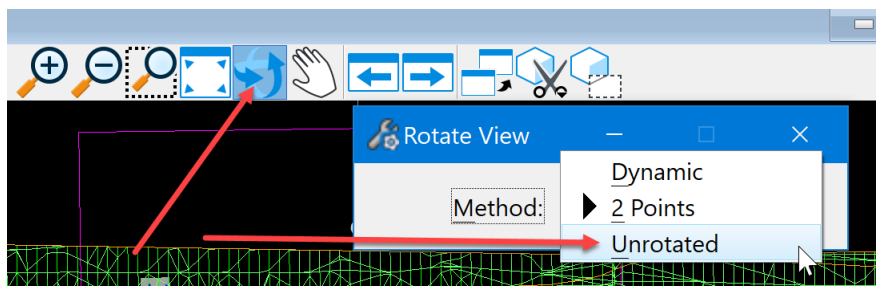 Rotate View
Dynamic
Method:
2 Points
Unrotated